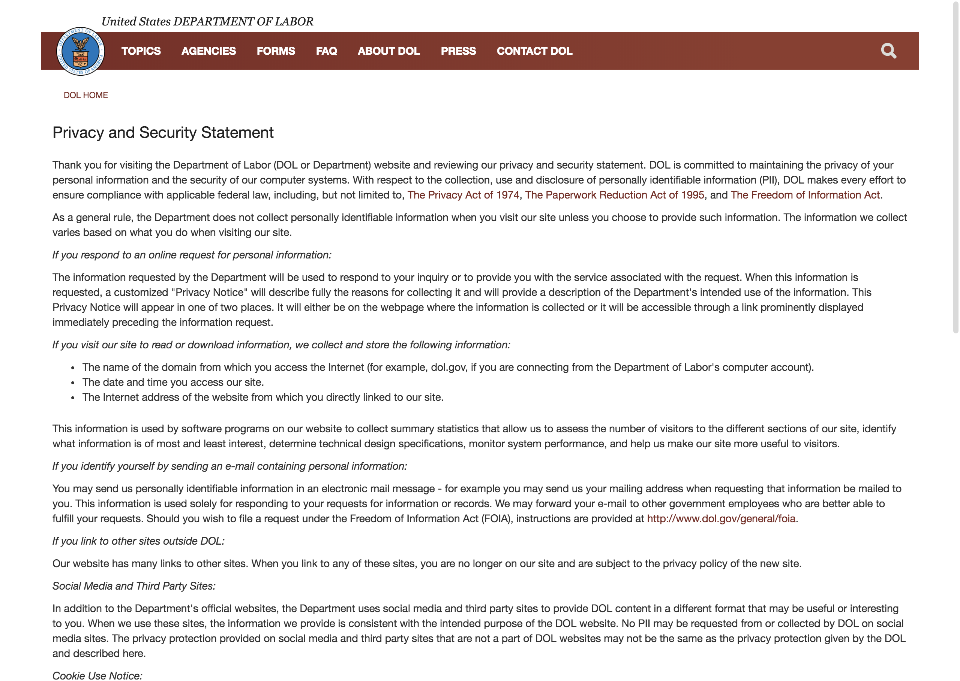 United States DEPARTMENT OF LABOR
TOPICS AGENCIES FORMS FAQ ABOUT DOL PRESS CONTACT DOL
DOL HOME
Privacy and Security Statement
Thank you for visiting the Department of Labor (DOL or Department) website and reviewing our privacy and security statement. DOL is committed to maintaining the privacy of your
personal information and the security of our computer systems. With respect to the collection, use and disclosure of personally identifiable information (PII), DOL makes every effort to
ensure compliance with applicable federal law, including, but not limited to, The Privacy Act of 1974, The Paperwork Reduction Act of 1995, and The Freedom of Information Act.
As a general rule, the Department does not collect personally identifiable information when you visit our site unless you choose to provide such information. The information we collect
varies based on what you do when visiting our site.
If you respond to an online request for personal information:
The information requested by the Department will be used to respond to your inquiry or to provide you with the service associated with the request. When this information is
requested, a customized "Privacy Notice" will describe fully the reasons for collecting it and will provide a description of the Department's intended use of the information. This
Privacy Notice will appear in one of two places. It will either be on the webpage where the information is collected or it will be accessible through a link prominently displayed
immediately preceding the information request.
If you visit our site to read or download information, we collect and store the following information:
• The name of the domain from which you access the Internet (for example, dol.gov, if you are connecting from the Department of Labor's computer account).
• The date and time you access our site.
• The Internet address of the website from which you directly linked to our site.
This information is used by software programs on our website to collect summary statistics that allow us to assess the number of visitors to the different sections of our site, identify
what information is of most and least interest, determine technical design specifications, monitor system performance, and help us make our site more useful to visitors.
If you identify yourself by sending an e-mail containing personal information:
You may send us personally identifiable information in an electronic mail message - for example you may send us your mailing address when requesting that information be mailed to
you. This information is used solely for responding to your requests for information or records. We may forward your e-mail to other government employees who are better able to
fulfill your requests. Should you wish to file a request under the Freedom of Information Act (FOIA), instructions are provided at http://www.dol.gov/general/foia.
If you link to other sites outside DOL:
Our website has many links to other sites. When you link to any of these sites, you are no longer on our site and are subject to the privacy policy of the new site.
Social Media and Third Party Sites:
In addition to the Department's official websites, the Department uses social media and third party sites to provide DOL content in a different format that may be useful or interesting
to you. When we use these sites, the information we provide is consistent with the intended purpose of the DOL website. No PII may be requested from or collected by DOL on social
media sites. The privacy protection provided on social media and third party sites that are not a part of DOL websites may not be the same as the privacy protection given by the DOL
and described here.
Cookie Use Notice: